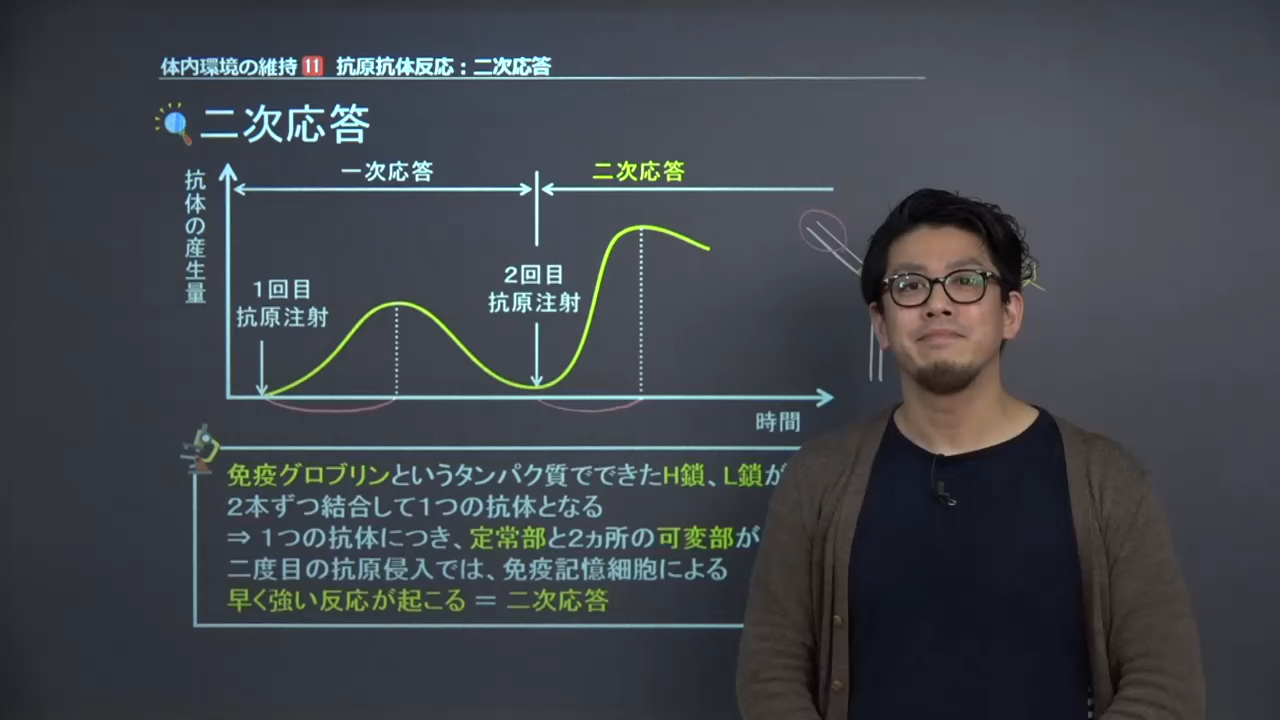 体内環境の維持 11 抗原抗体反応:二次応答
二次応答
抗体の産生量
一次応答
二次応答
1回目
抗原注射
2回目
抗原注射
時間
免疫グロブリンというタンパク質でできたH鎖、L鎖が
2本ずつ結合して1つの抗体となる
⇒ 1つの抗体につき、定常部と2ヵ所の可変部が
二度目の抗原侵入では、免疫記憶細胞による
早く強い反応が起こる = 二次応答